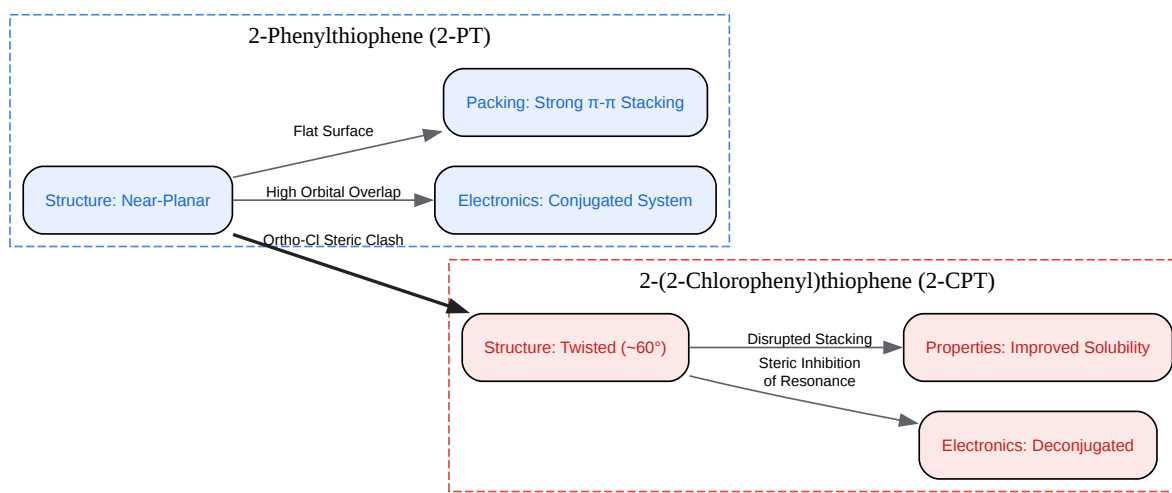 2-Phenylthiophene (2-PT)
Packing: Strong π-π Stacking
Flat Surface
Structure: Near-Planar
High Orbital Overlap
Electronics: Conjugated System
Ortho-Cl Steric Clash
2-(2-Chlorophenyl)thiophene (2-CPT)
Structure: Twisted (~60°)
Disrupted Stacking
Properties: Improved Solubility
Steric Inhibition
of Resonance
Electronics: Deconjugated